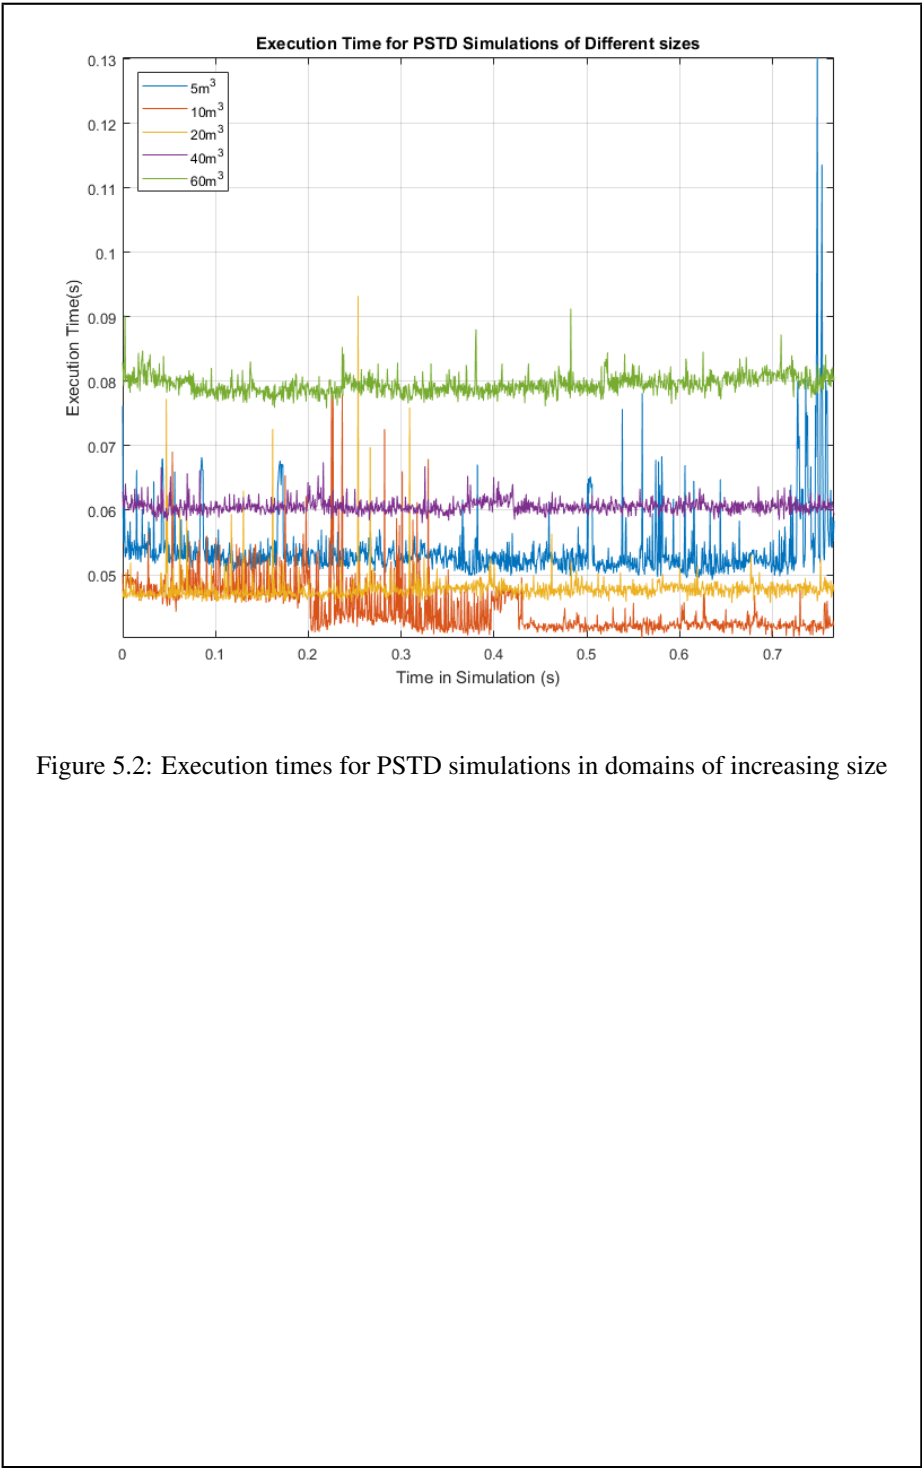 Execution Time for PSTD Simulations of Different sizes
0.13
0.12
0.11
0.1
0.09
0.08
0.07
0.06
0.05
5m³
10m³
20m³
40m³
60m³
Execution Time(s)
0 0.1 0.2 0.3 0.4 0.5 0.6 0.7
Time in Simulation (s)
Figure 5.2: Execution times for PSTD simulations in domains of increasing size